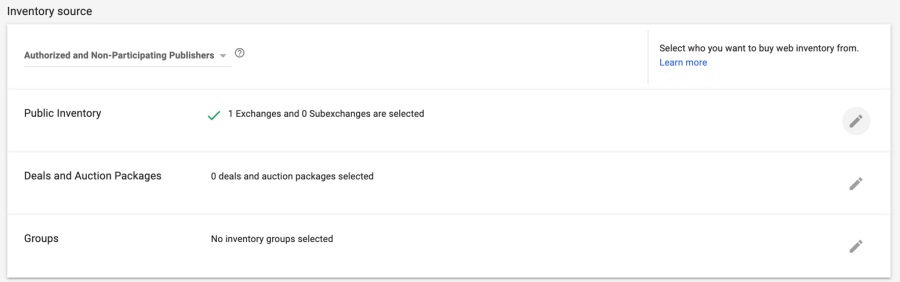 Inventory source
Authorized and Non-Participating Publishers
Select who you want to buy web inventory from.
Learn more
Public Inventory
1 Exchanges and 0 Subexchanges are selected
Deals and Auction Packages
0 deals and auction packages selected
Groups
No inventory groups selected